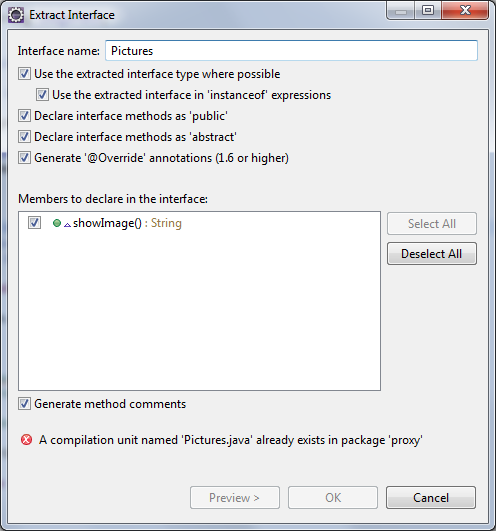 Extract Interface
Interface name: Pictures
Use the extracted interface type where possible
Use the extracted interface in 'instanceof' expressions
Declare interface methods as 'public'
Declare interface methods as 'abstract'
Generate '@Override' annotations (1.6 or higher)
Members to declare in the interface:
showImage() : String
Select All
Deselect All
Generate method comments
A compilation unit named 'Pictures.java' already exists in package 'proxy'
Preview >
OK
Cancel